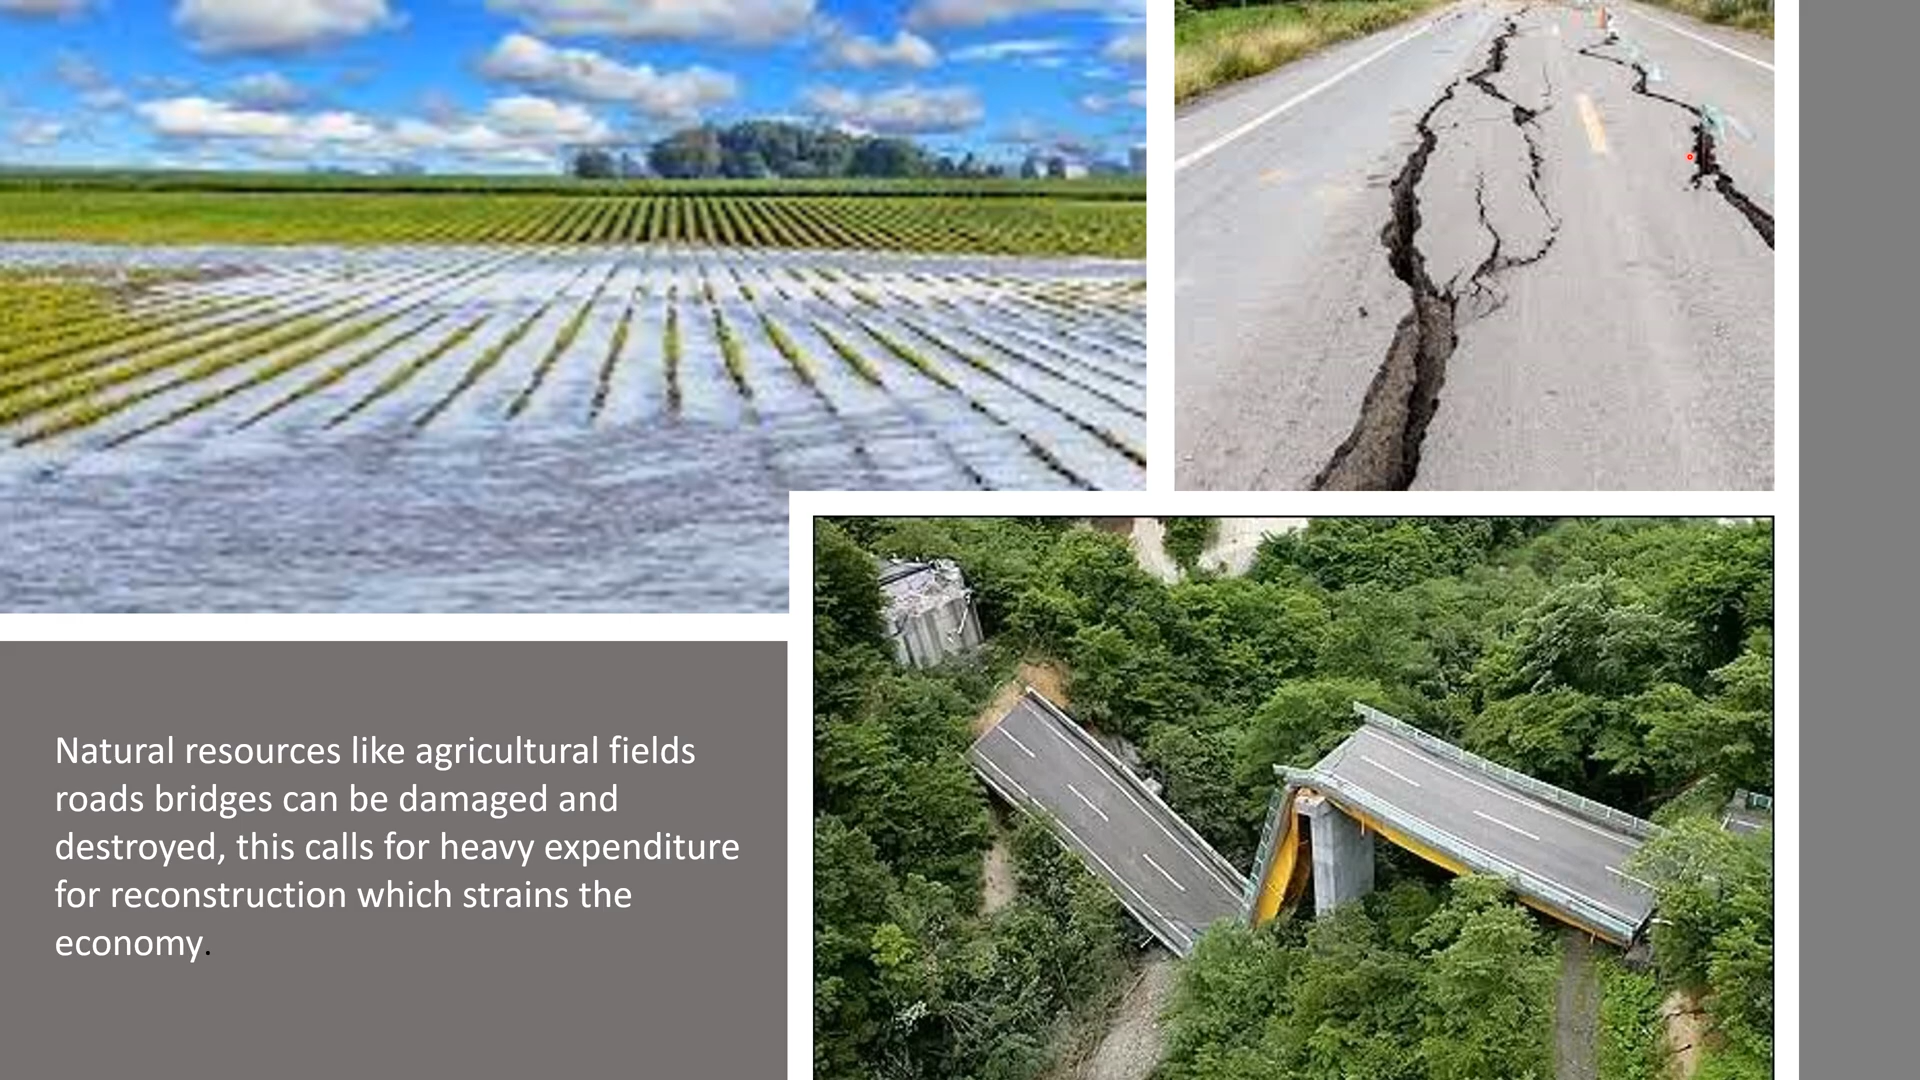 Natural resources like agricultural fields
roads bridges can be damaged and
destroyed, this calls for heavy expenditure
for reconstruction which strains the
economy.